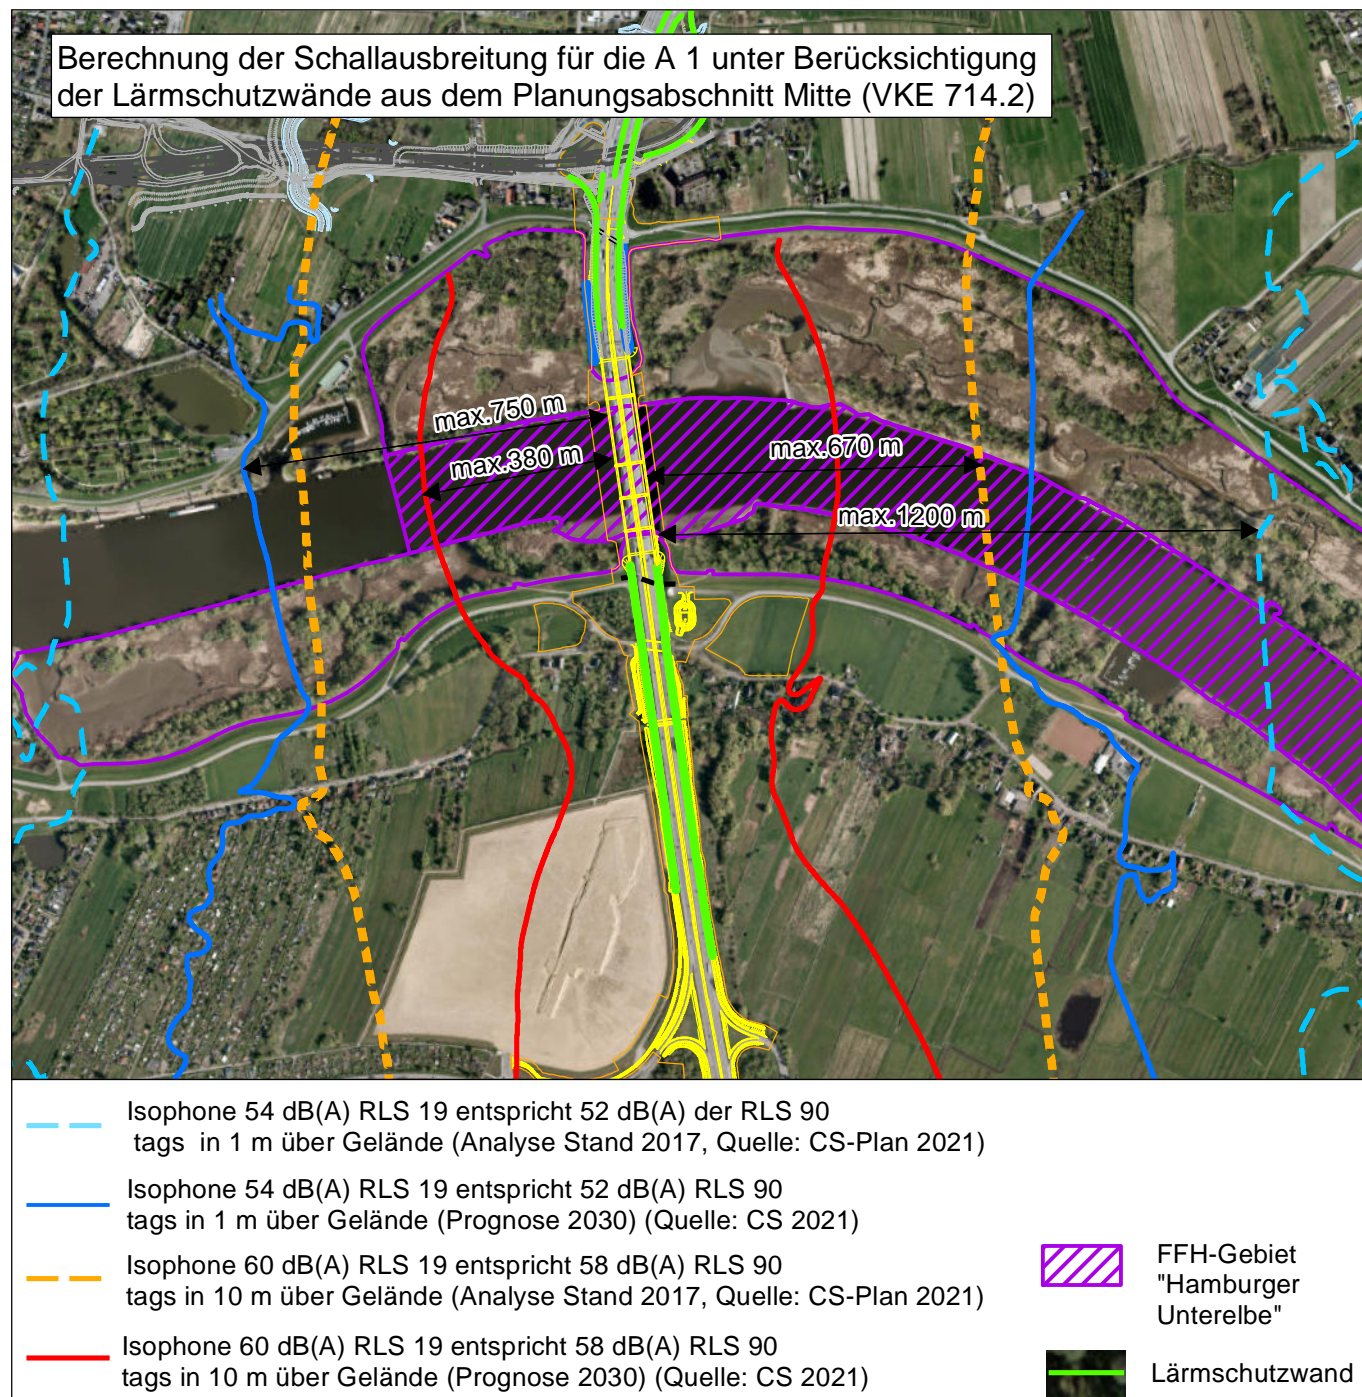 Berechnung der Schallausbreitung für die A 1 unter Berücksichtigung
der Lärmschutzwände aus dem Planungsabschnitt Mitte (VKE 714.2)
max.750 m
max.380 m
max.670 m
max.1200 m
Isophone 54 dB(A) RLS 19 entspricht 52 dB(A) der RLS 90
tags in 1 m über Gelände (Analyse Stand 2017, Quelle: CS-Plan 2021)
Isophone 54 dB(A) RLS 19 entspricht 52 dB(A) RLS 90
tags in 1 m über Gelände (Prognose 2030) (Quelle: CS 2021)
Isophone 60 dB(A) RLS 19 entspricht 58 dB(A) RLS 90
tags in 10 m über Gelände (Analyse Stand 2017, Quelle: CS-Plan 2021)
Isophone 60 dB(A) RLS 19 entspricht 58 dB(A) RLS 90
tags in 10 m über Gelände (Prognose 2030) (Quelle: CS 2021)
FFH-Gebiet
"Hamburger
Unterelbe"
Lärmschutzwand